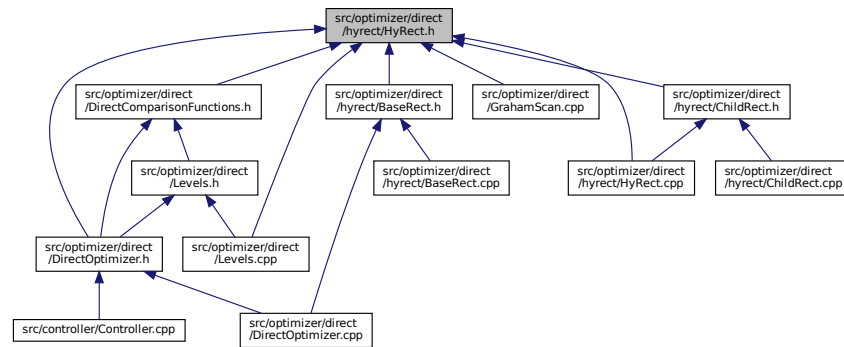 src/optimizer/direct
/hyrect/HyRect.h
src/optimizer/direct
/DirectComparisonFunctions.h
src/optimizer/direct
/hyrect/BaseRect.h
src/optimizer/direct
/GrahamScan.cpp
src/optimizer/direct
/hyrect/ChildRect.h
src/optimizer/direct
/Levels.h
src/optimizer/direct
/hyrect/BaseRect.cpp
src/optimizer/direct
/hyrect/HyRect.cpp
src/optimizer/direct
/hyrect/ChildRect.cpp
src/optimizer/direct
/DirectOptimizer.h
src/optimizer/direct
/Levels.cpp
src/controller/Controller.cpp
src/optimizer/direct
/DirectOptimizer.cpp